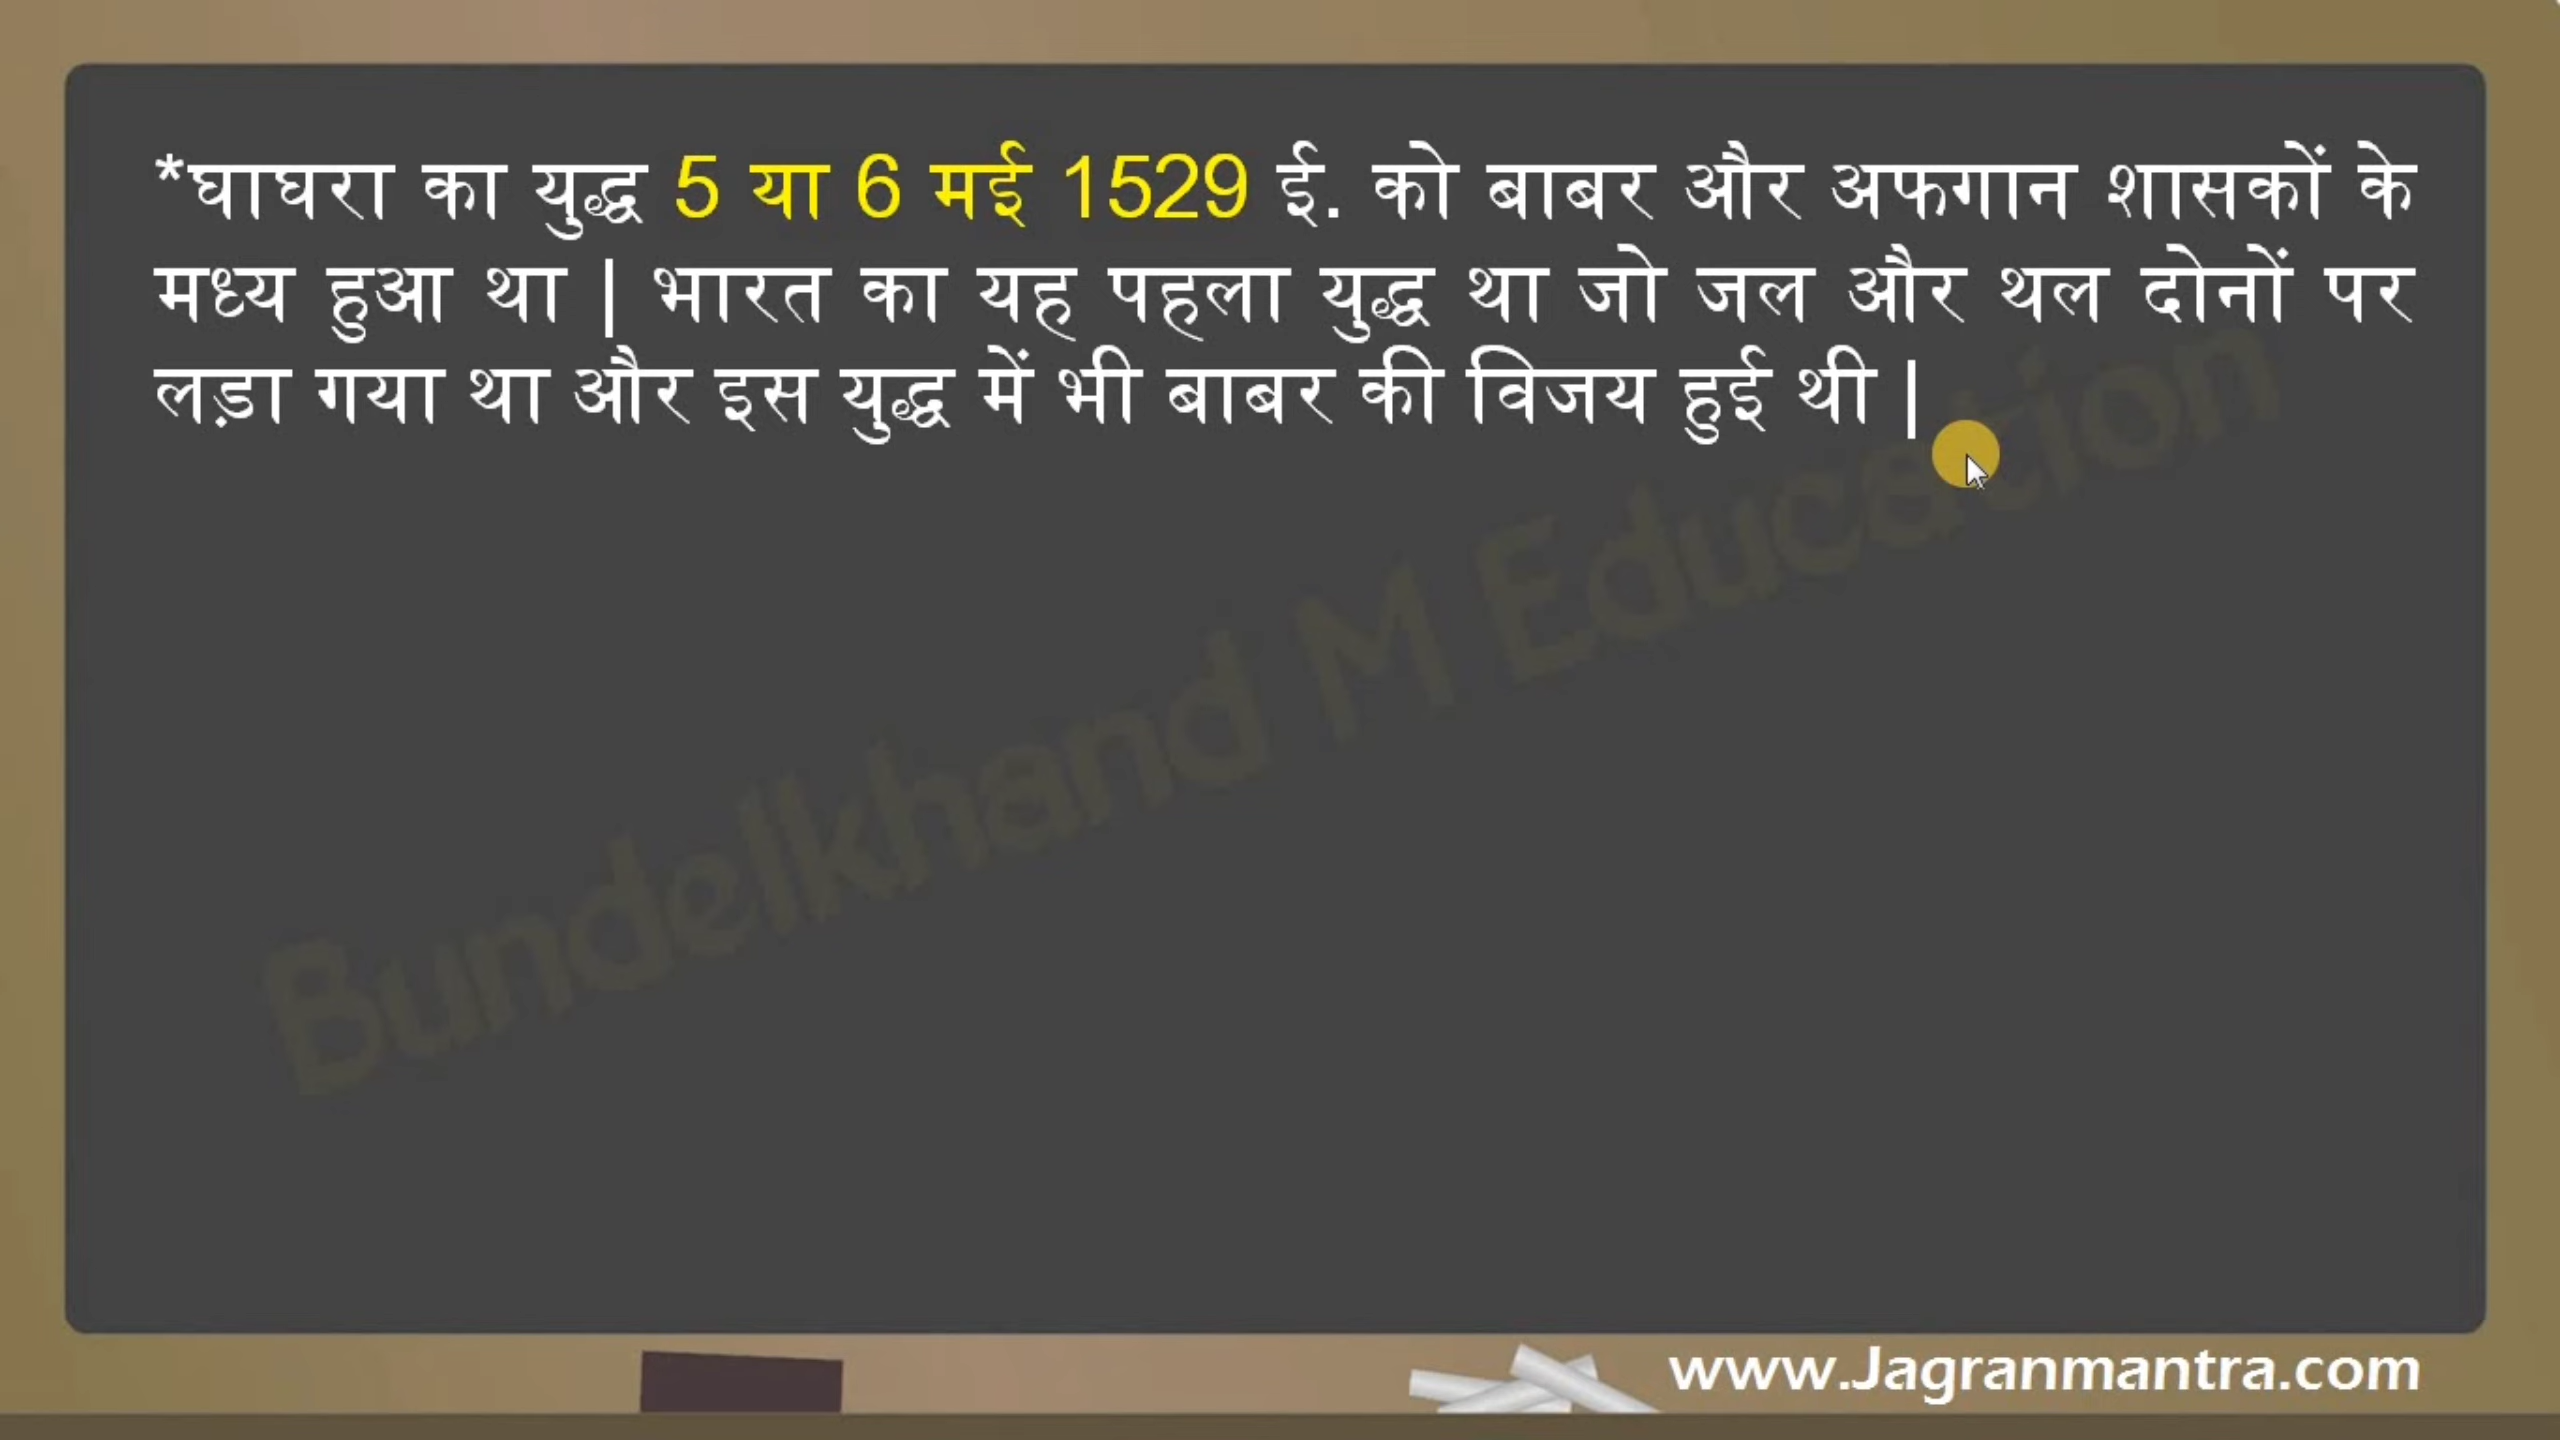 *घाघरा का युद्ध 5 या 6 मई 1529 ई. को बाबर और अफगान शासकों के
मध्य हुआ था | भारत का यह पहला युद्ध था जो जल और थल दोनों पर
लड़ा गया था और इस युद्ध में भी बाबर की विजय हुई थी |
Bundelkhand M Education
www.Jagranmantra.com